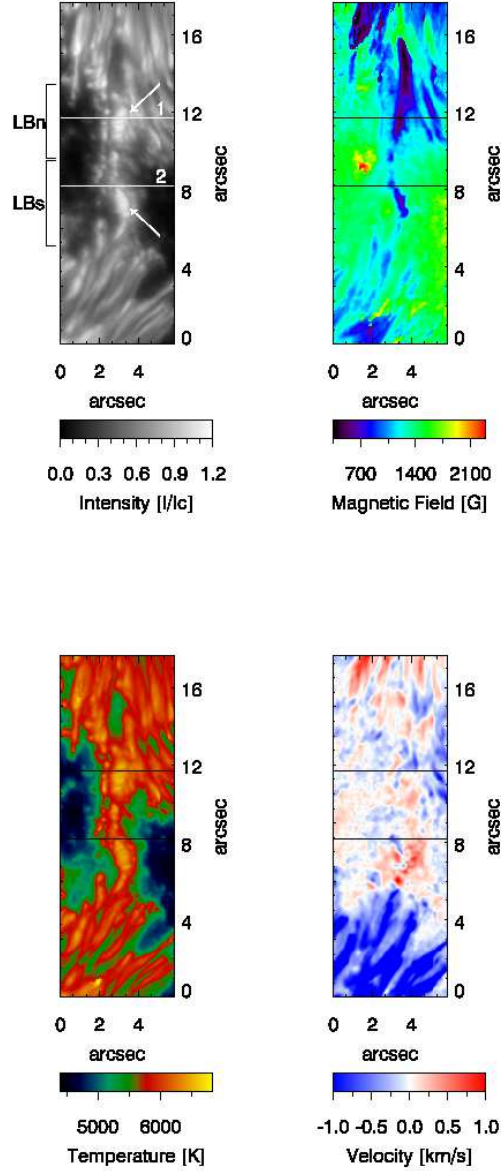 16
1
LBn
12
2
LBs
8
4
0
arcsec
0 2 4
arcsec
0.0 0.3 0.6 0.9 1.2
Intensity [I/Ic]
16
12
8
4
0
arcsec
0 2 4
arcsec
700 1400 2100
Magnetic Field [G]
16
12
8
4
0
arcsec
0 2 4
arcsec
5000 6000
Temperature [K]
16
12
8
4
0
arcsec
0 2 4
arcsec
-1.0 -0.5 0.0 0.5 1.0
Velocity [km/s]